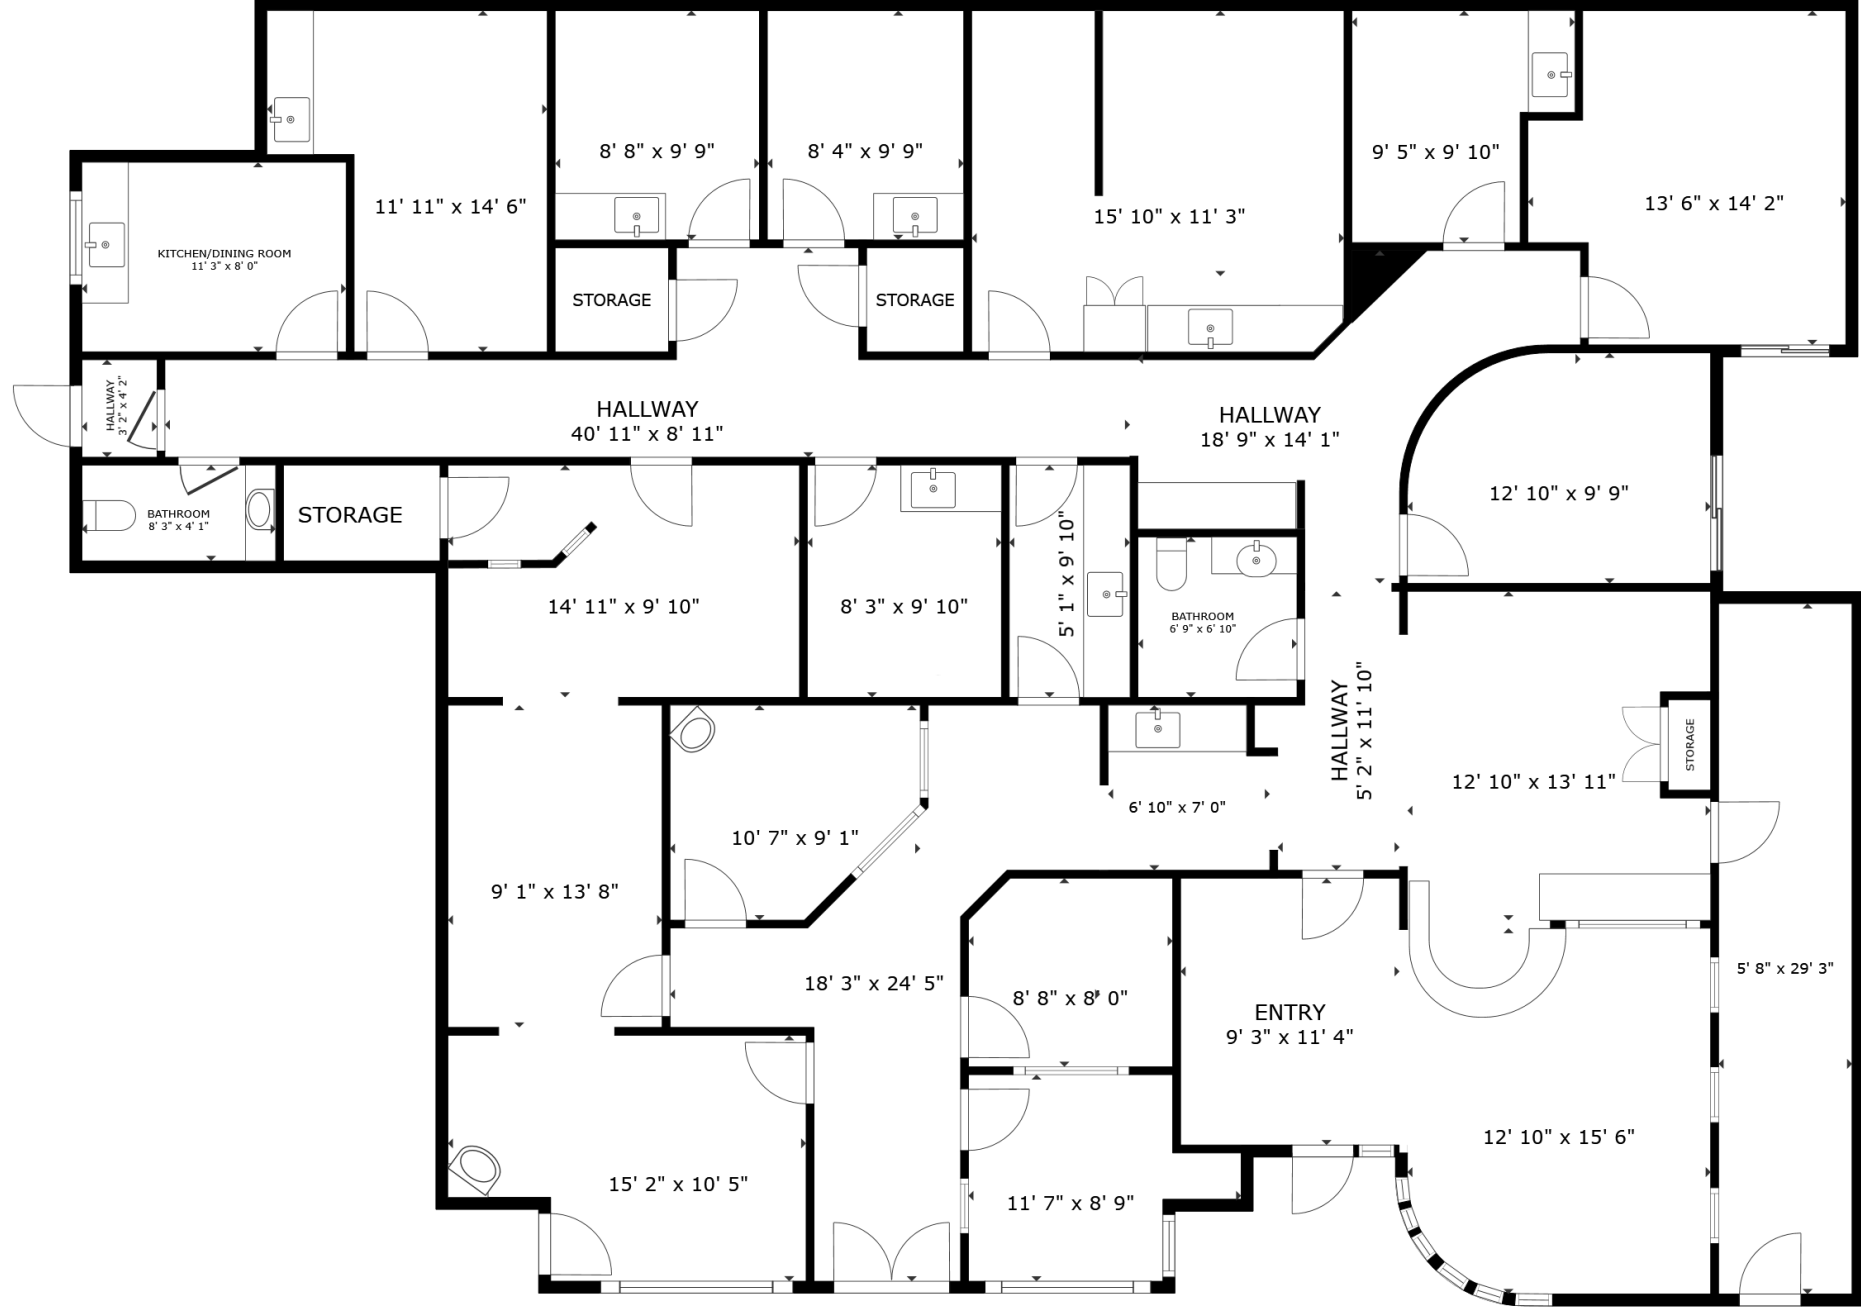 8' 8" x 9' 9"
8' 4" x 9' 9"
9' 5" x 9' 10"
11' 11" x 14' 6"
15' 10" x 11' 3"
13' 6" x 14' 2"
KITCHEN/DINING ROOM
11' 3" x 8' 0"
STORAGE
STORAGE
HALLWAY
3' 2" x 4' 2"
HALLWAY
40' 11" x 8' 11"
HALLWAY
18' 9" x 14' 1"
12' 10" x 9' 9"
BATHROOM
8' 3" x 4' 1"
STORAGE
14' 11" x 9' 10"
8' 3" x 9' 10"
5' 1" x 9' 10"
BATHROOM
6' 9" x 6' 10"
HALLWAY
5' 2" x 11' 10"
STORAGE
12' 10" x 13' 11"
6' 10" x 7' 0"
10' 7" x 9' 1"
9' 1" x 13' 8"
18' 3" x 24' 5"
8' 8" x 8' 0"
ENTRY
9' 3" x 11' 4"
5' 8" x 29' 3"
12' 10" x 15' 6"
15' 2" x 10' 5"
11' 7" x 8' 9"